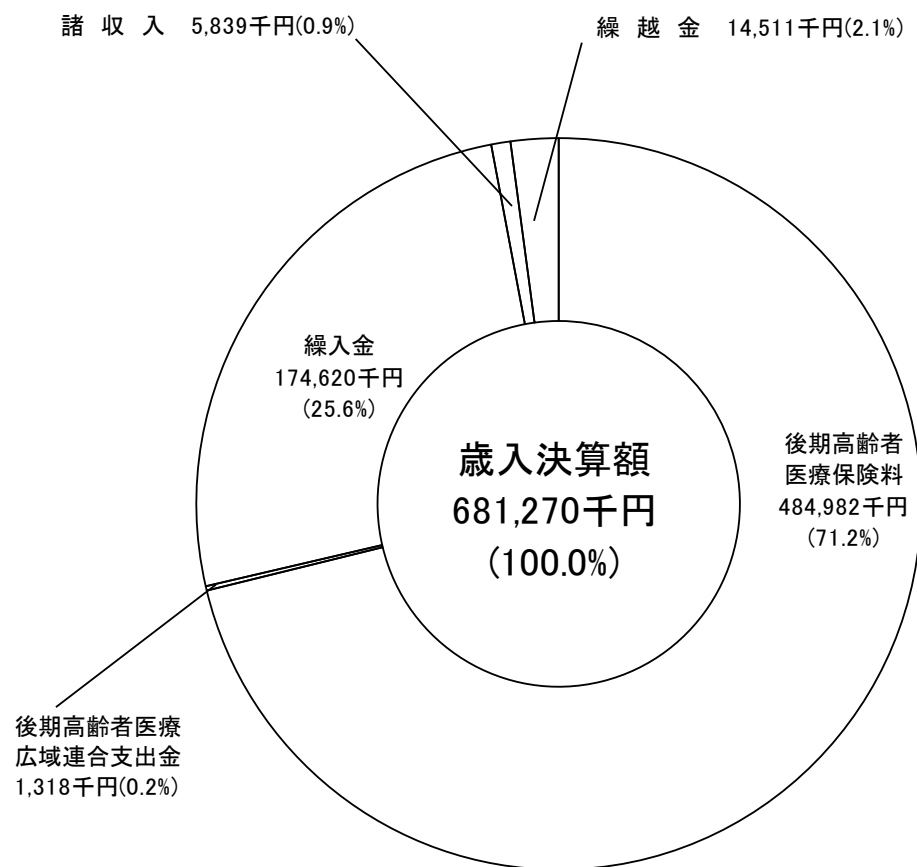 諸 収 入 5,839千円(0.9%)
繰 越 金 14,511千円(2.1%)
繰入金
174,620千円
(25.6%)
歳入決算額
681,270千円
(100.0%)
後期高齢者
医療保険料
484,982千円
(71.2%)
後期高齢者医療
広域連合支出金
1,318千円(0.2%)